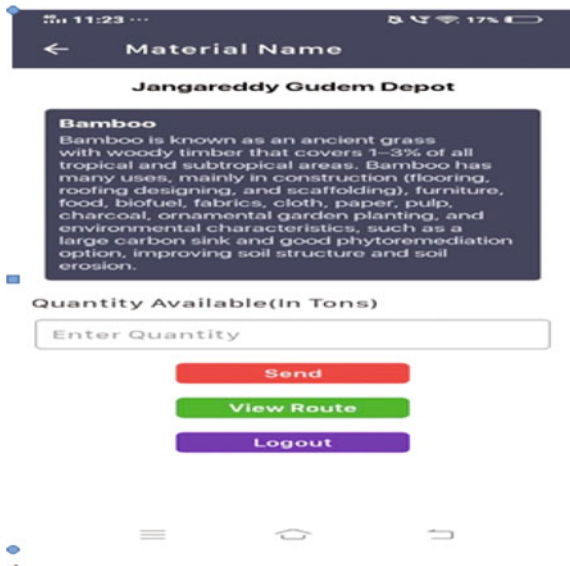 11:23 ...
17%
Material Name
Jangareddy Gudem Depot
Bamboo
Bamboo is known as an ancient grass
with woody timber that covers 1–3% of all
tropical and subtropical areas. Bamboo has
many uses, mainly in construction (flooring,
roofing designing, and scaffolding), furniture,
food, biofuel, fabrics, cloth, paper, pulp,
charcoal, ornamental garden planting, and
environmental characteristics, such as a
large carbon sink and good phytoremediation
option, improving soil structure and soil
erosion.
Quantity Available(In Tons)
Enter Quantity
Send
View Route
Logout